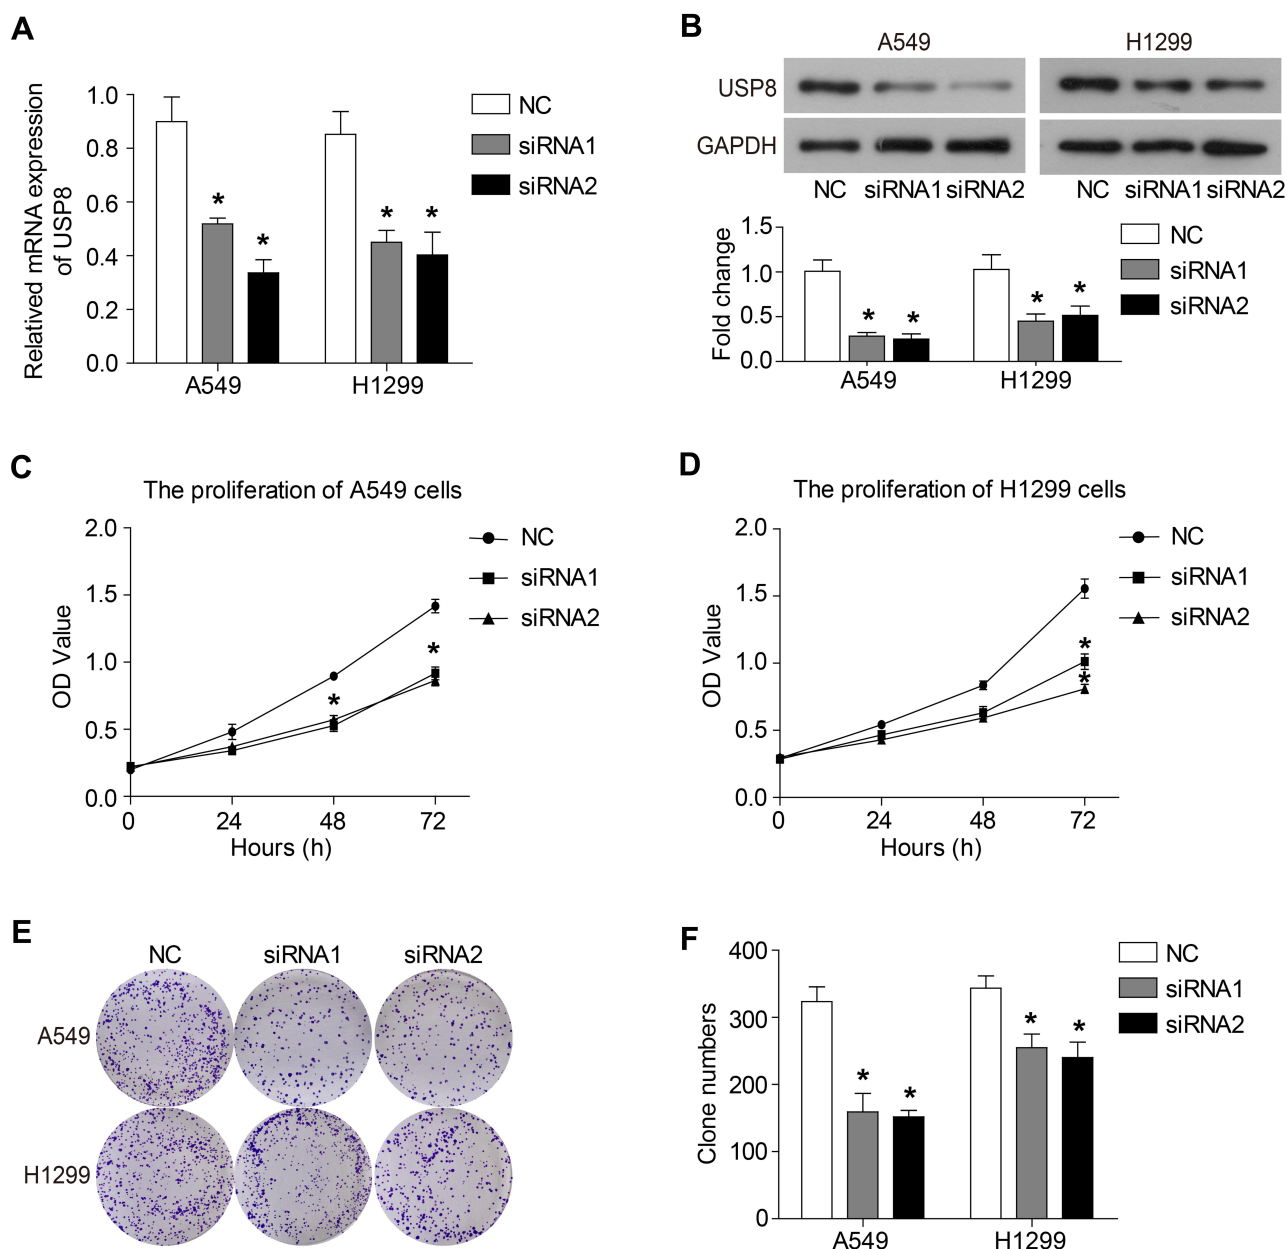 A
Relatived mRNA expression
of USP8
1.0
0.8
0.6
0.4
0.2
0.0
* * * *
A549 H1299
NC
siRNA1
siRNA2
B
A549 H1299
USP8
GAPDH
NC siRNA1 siRNA2 NC siRNA1 siRNA2
Fold change
1.5
1.0
0.5
0.0
* * * *
A549 H1299
NC
siRNA1
siRNA2
C
The proliferation of A549 cells
OD Value
2.0
1.5
1.0
0.5
0.0
* *
0 24 48 72
Hours (h)
NC
siRNA1
siRNA2
D
The proliferation of H1299 cells
OD Value
2.0
1.5
1.0
0.5
0.0
*
*
0 24 48 72
Hours (h)
NC
siRNA1
siRNA2
E
NC siRNA1 siRNA2
A549
H1299
F
Clone numbers
400
300
200
100
0
* * * *
A549 H1299
NC
siRNA1
siRNA2